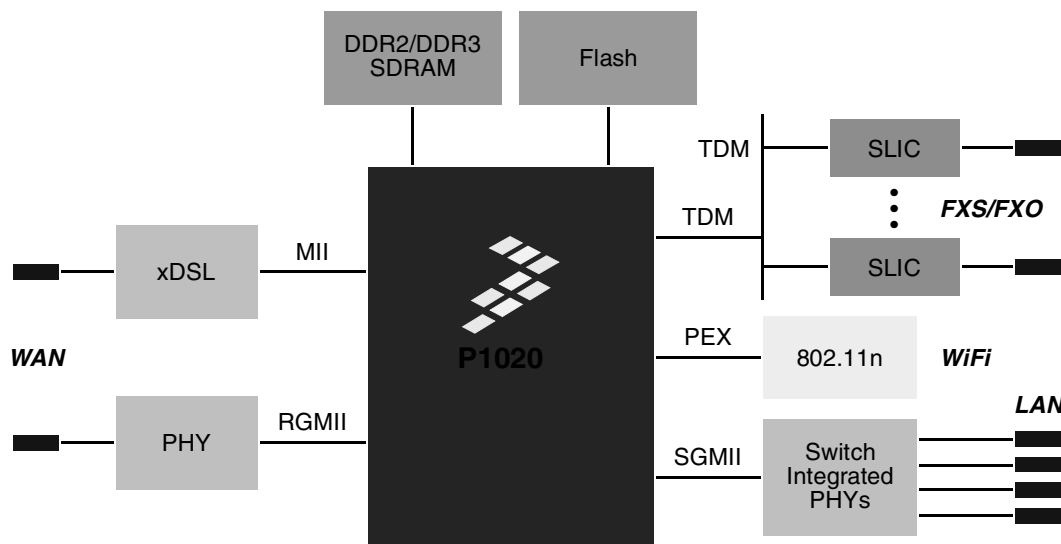 DDR2/DDR3
SDRAM
Flash
TDM
SLIC
TDM
FXS/FXO
xDSL
MII
SLIC
WAN
P1020
PEX
802.11n
WiFi
LAN
PHY
RGMII
SGMII
Switch
Integrated
PHYs